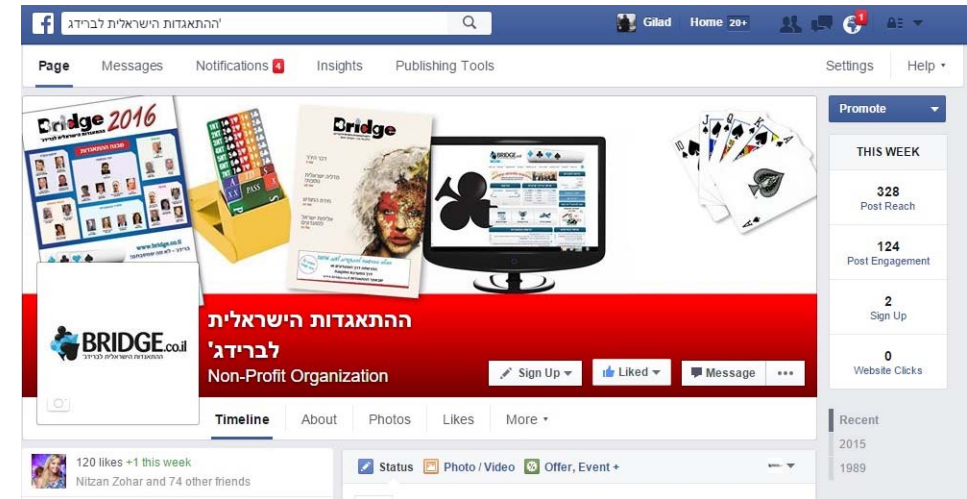 ההתאגדות הישראלית לברידג'
Gilad Home 20+ 1
Page Messages Notifications 4 Insights Publishing Tools Settings Help
Bridge 2016
www.bridge.co.il
PASS
Bridge
דבר היו"ר
BRIDGE.co.il
ההתאגדות הישראלית לברידג'
ההתאגדות הישראלית
לברידג'
Non-Profit Organization
Sign Up Liked Message
Timeline About Photos Likes More
Promote
THIS WEEK
328
Post Reach
124
Post Engagement
2
Sign Up
0
Website Clicks
Recent
2015
1989
120 likes +1 this week
Nitzan Zohar and 74 other friends
Status Photo / Video Offer, Event +